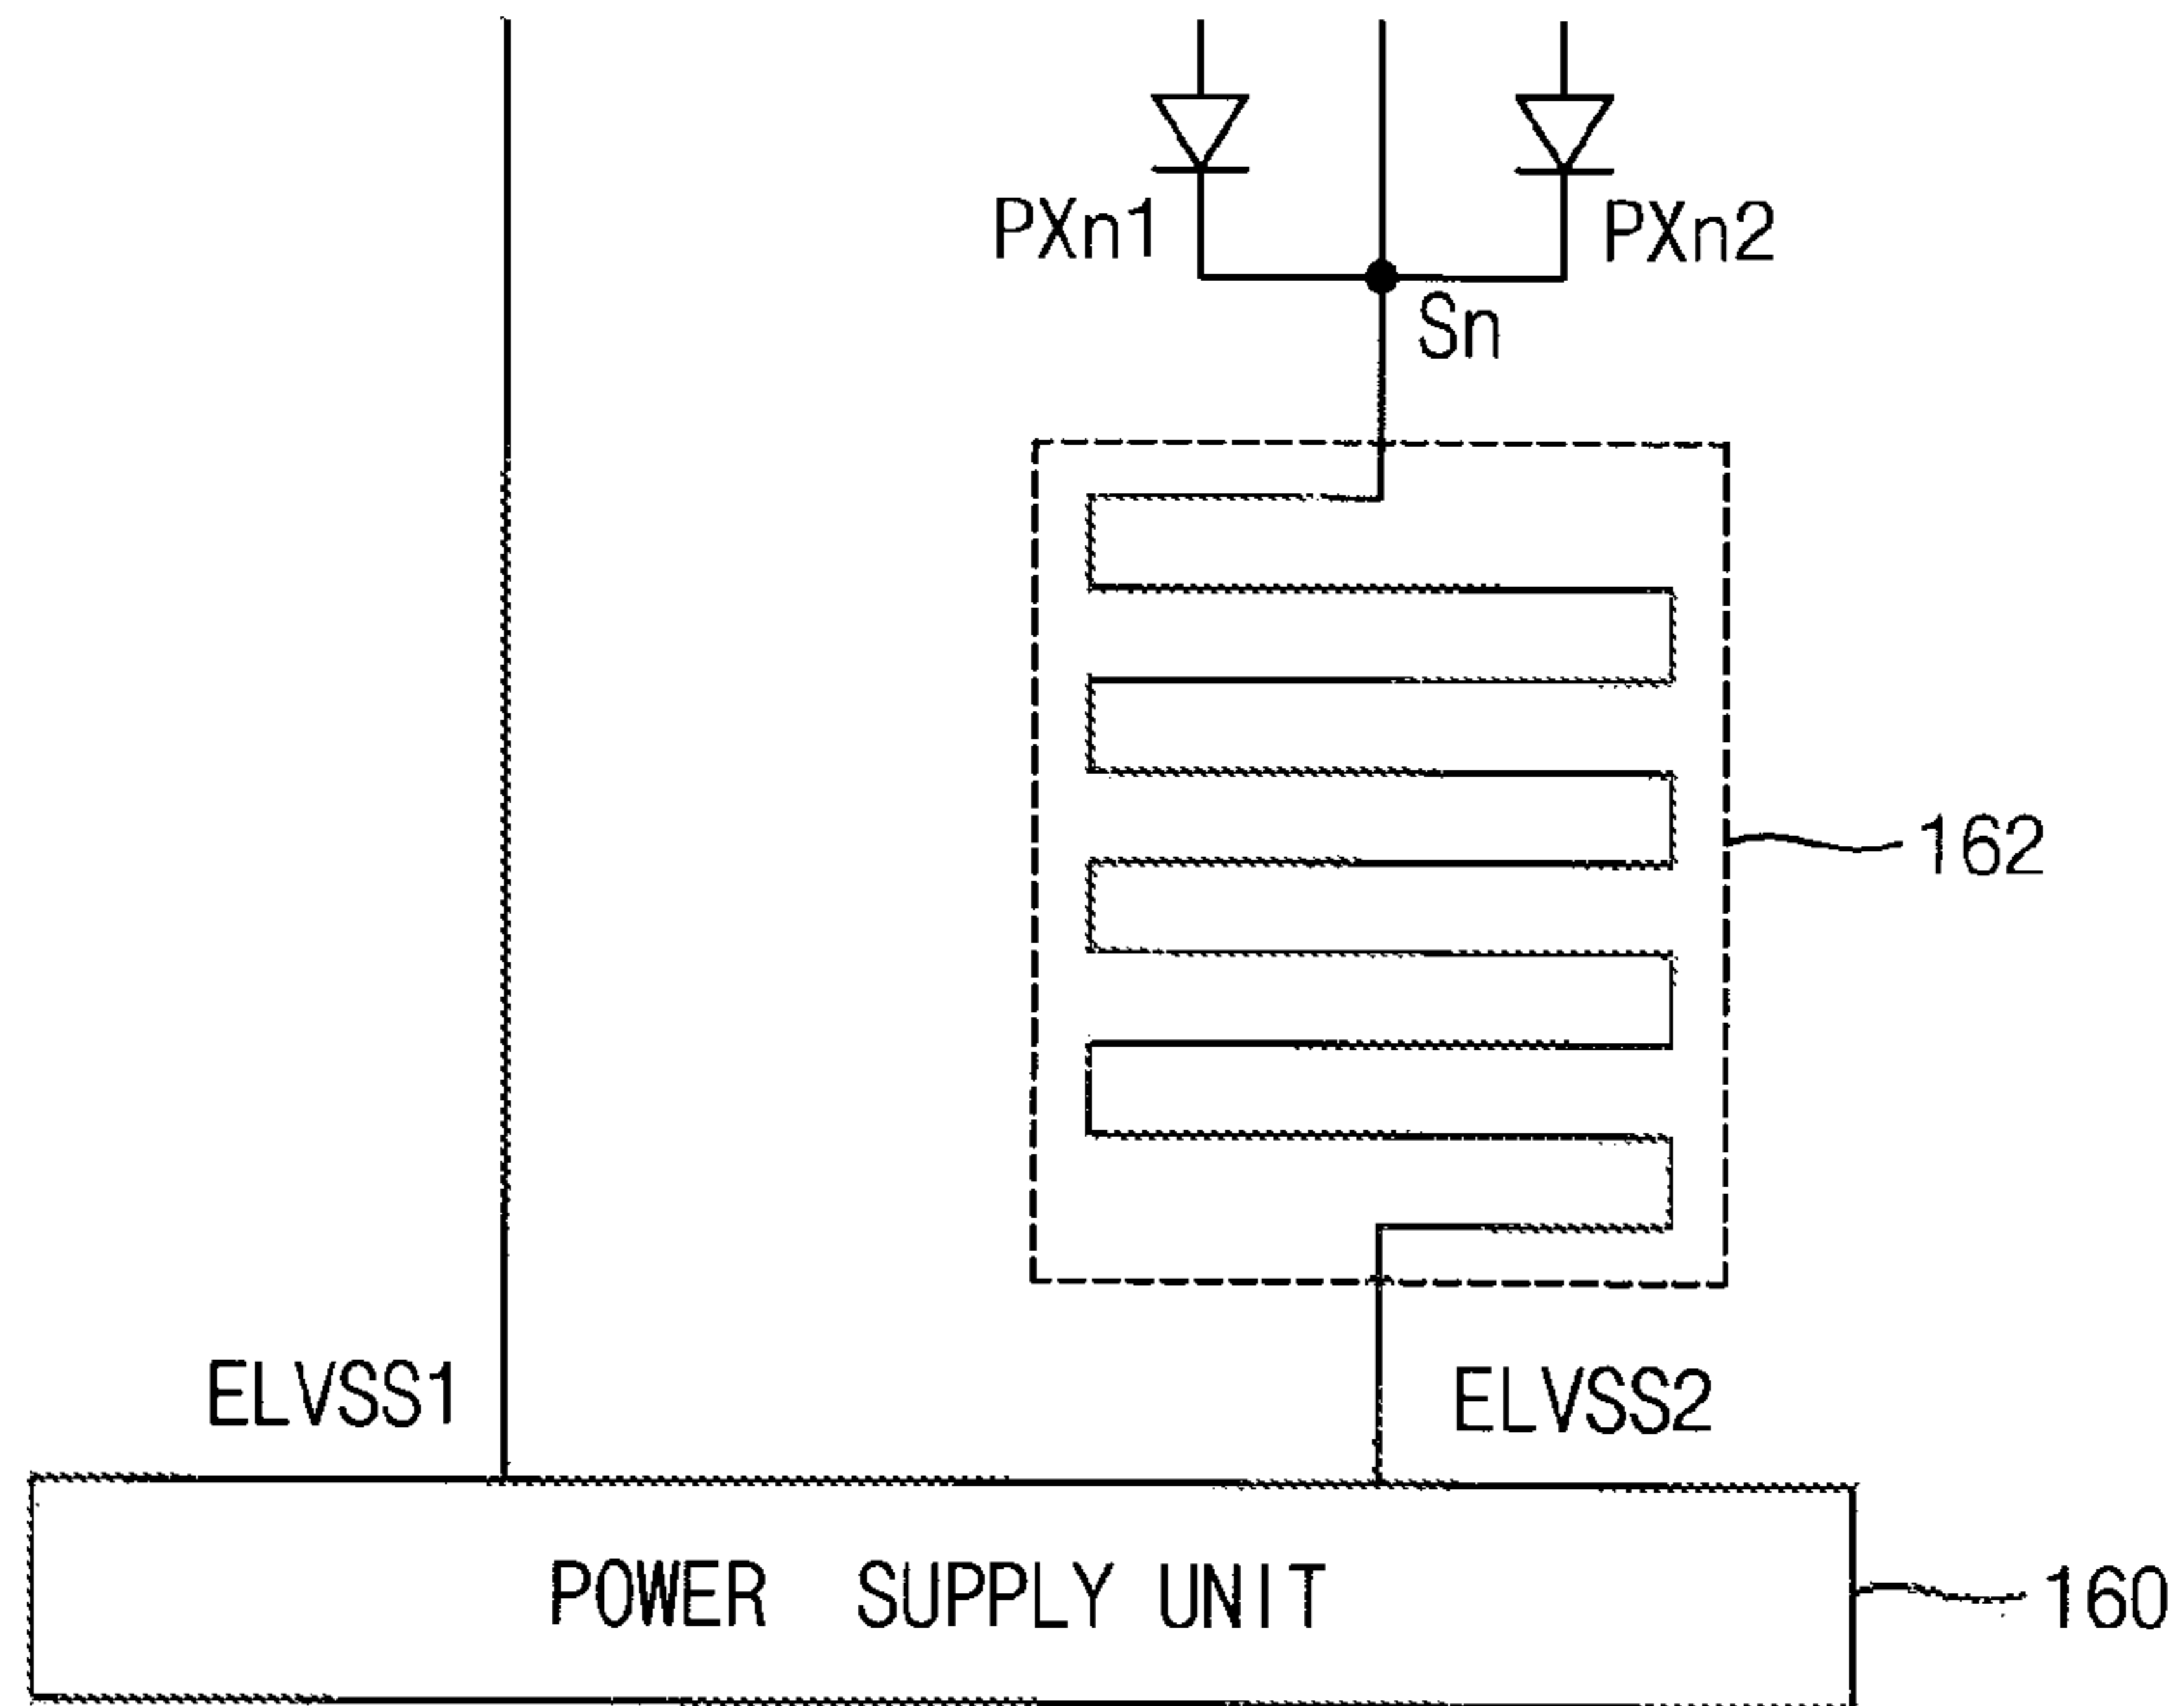 PXn1
PXn2
Sn
162
ELVSS1
ELVSS2
POWER SUPPLY UNIT
160